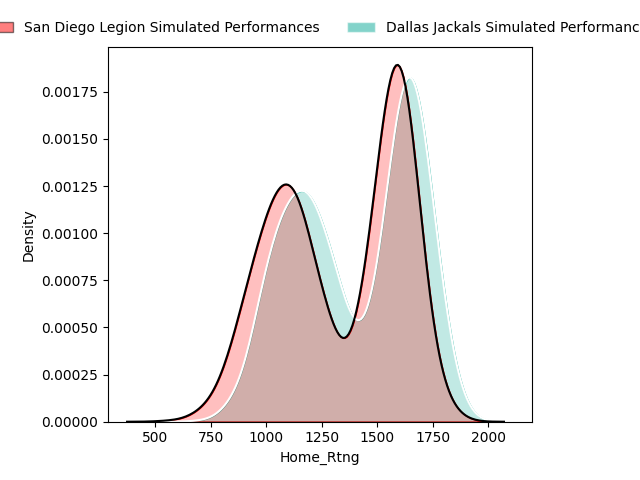 San Diego Legion Simulated Performances Dallas Jackals Simulated Performanc
0.00175
0.00150
0.00125
0.00100
0.00075
0.00050
0.00025
0.00000
Density
500 750 1000 1250 1500 1750 2000
Home_Rtng